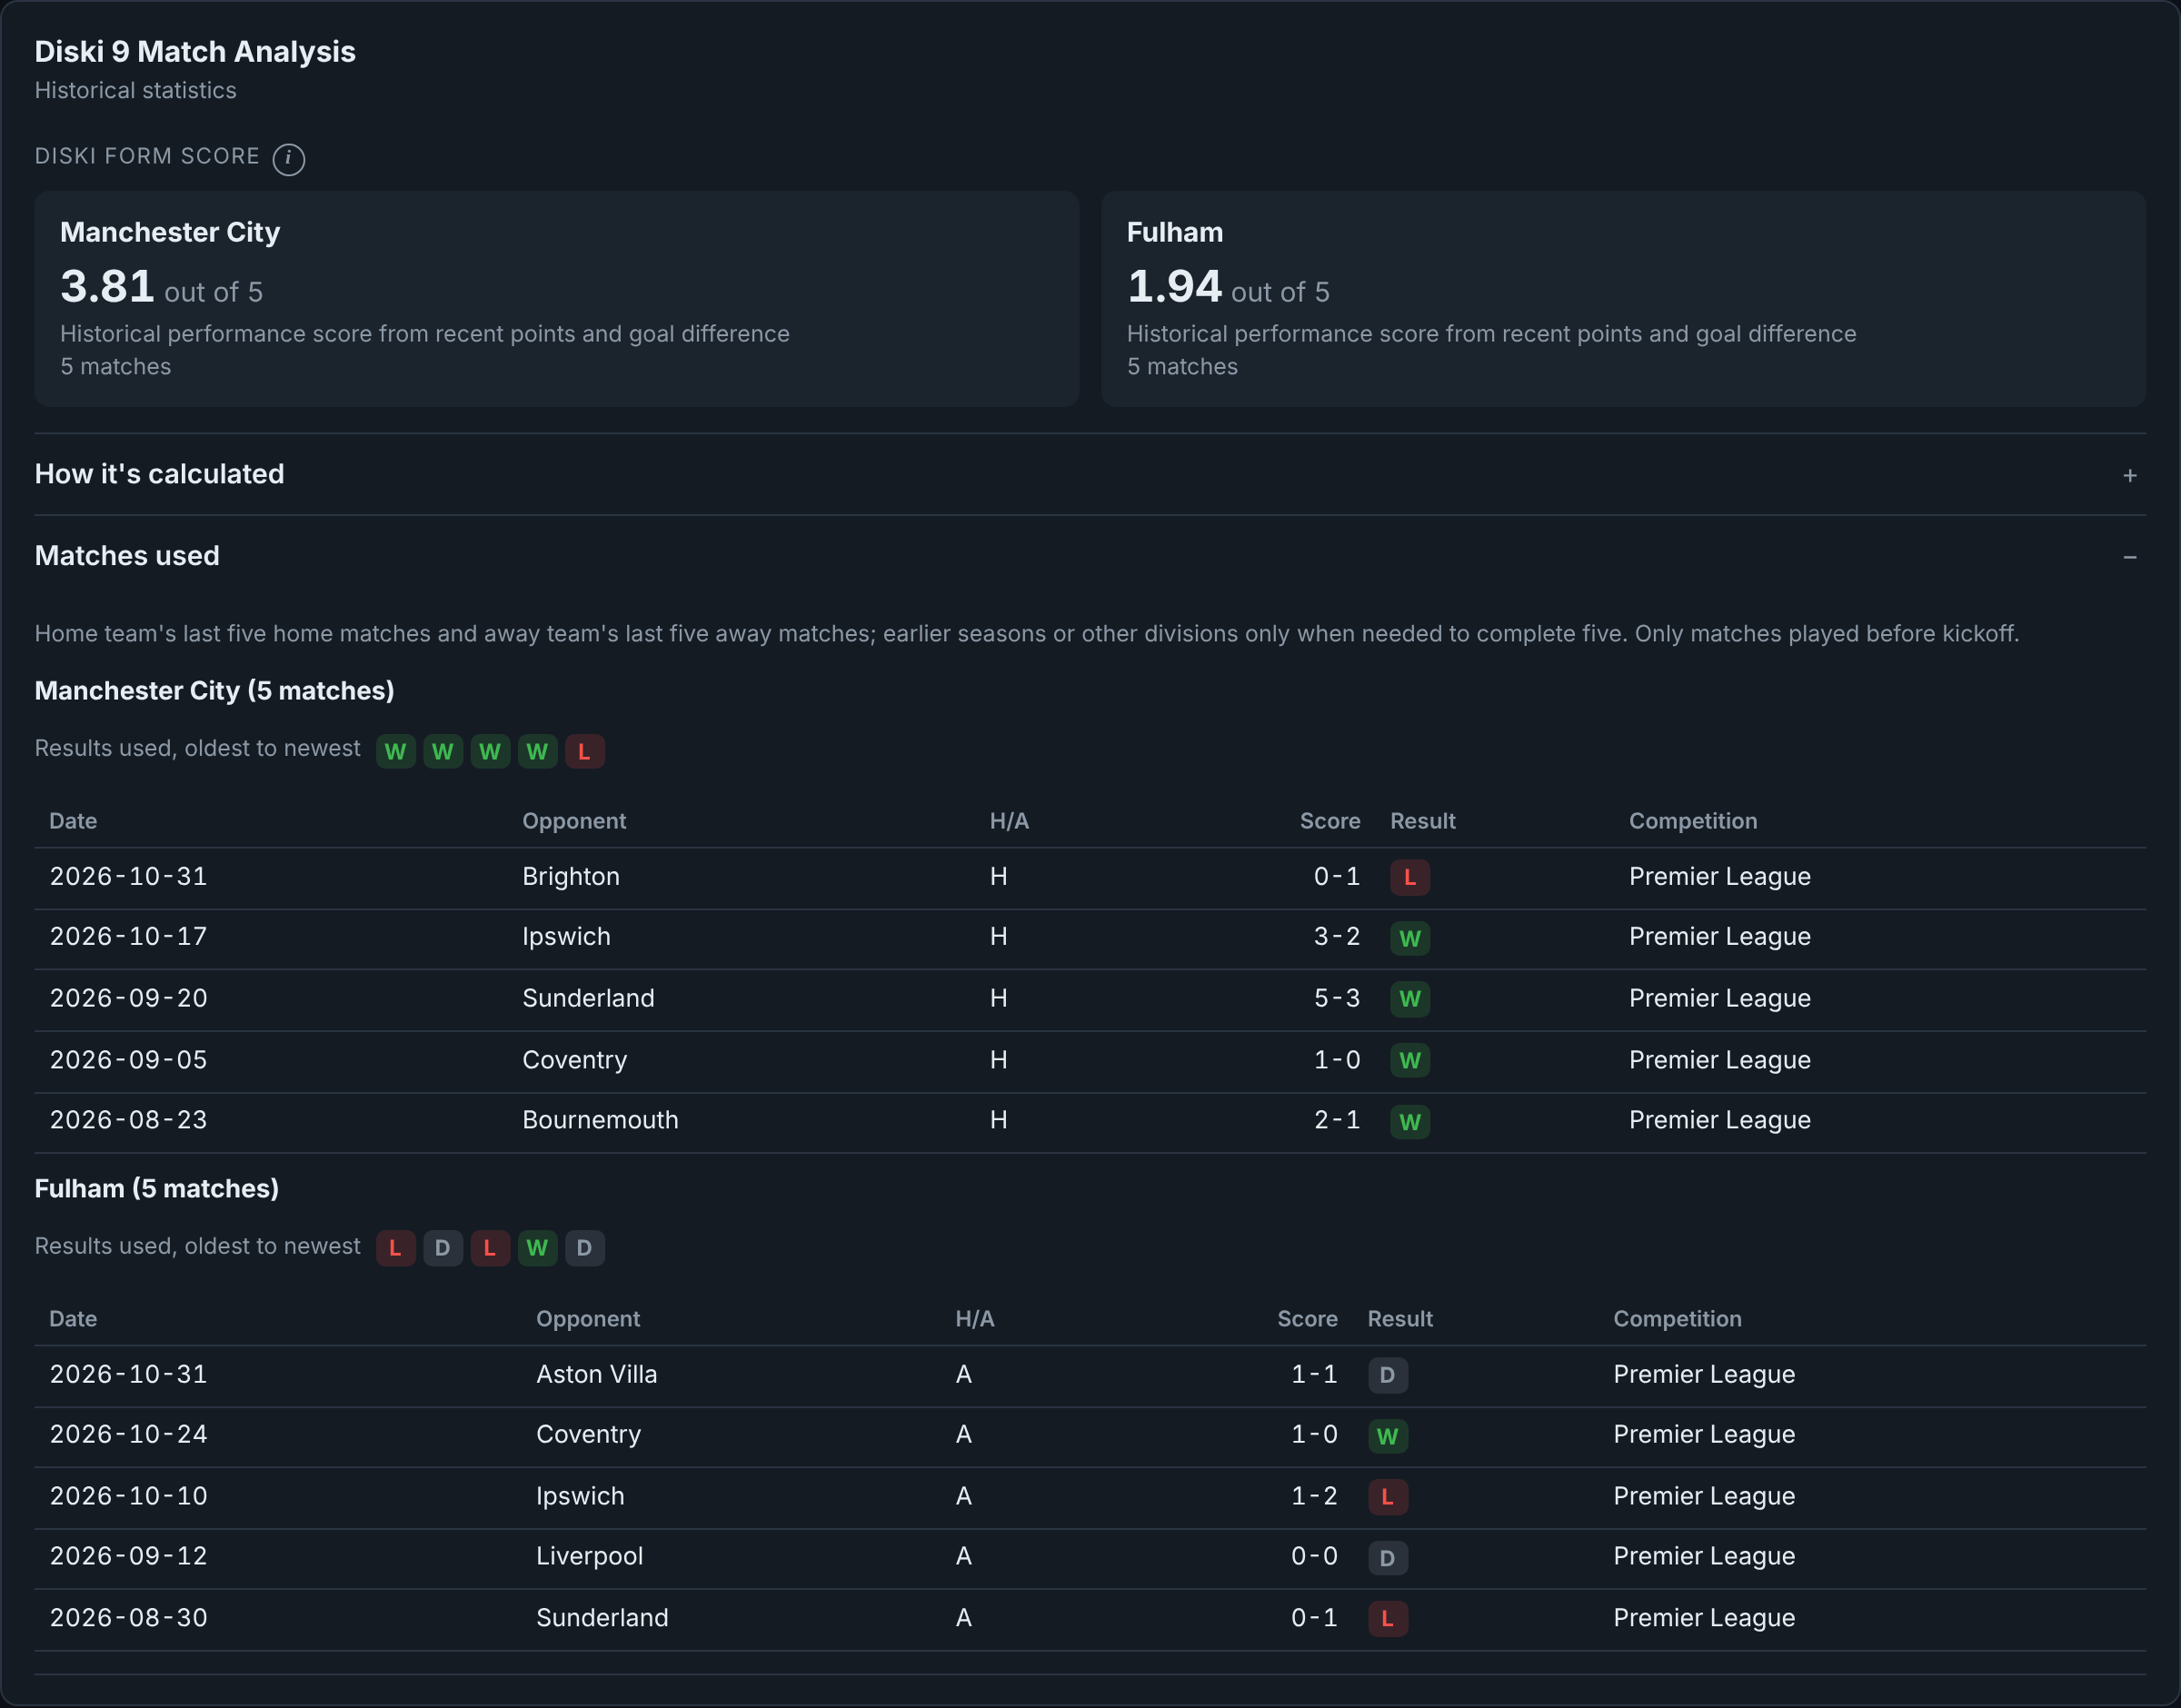 Diski 9 Match Analysis
Historical statistics
DISKI FORM SCORE i
Manchester City
3.81 out of 5
Historical performance score from recent points and goal difference
5 matches
Fulham
1.94 out of 5
Historical performance score from recent points and goal difference
5 matches
How it's calculated +
Matches used −
Home team's last five home matches and away team's last five away matches; earlier seasons or other divisions only when needed to complete five. Only matches played before kickoff.
Manchester City (5 matches)
Results used, oldest to newest W W W W L
Date Opponent H/A Score Result Competition
2026-10-31 Brighton H 0-1 L Premier League
2026-10-17 Ipswich H 3-2 W Premier League
2026-09-20 Sunderland H 5-3 W Premier League
2026-09-05 Coventry H 1-0 W Premier League
2026-08-23 Bournemouth H 2-1 W Premier League
Fulham (5 matches)
Results used, oldest to newest L D L W D
Date Opponent H/A Score Result Competition
2026-10-31 Aston Villa A 1-1 D Premier League
2026-10-24 Coventry A 1-0 W Premier League
2026-10-10 Ipswich A 1-2 L Premier League
2026-09-12 Liverpool A 0-0 D Premier League
2026-08-30 Sunderland A 0-1 L Premier League